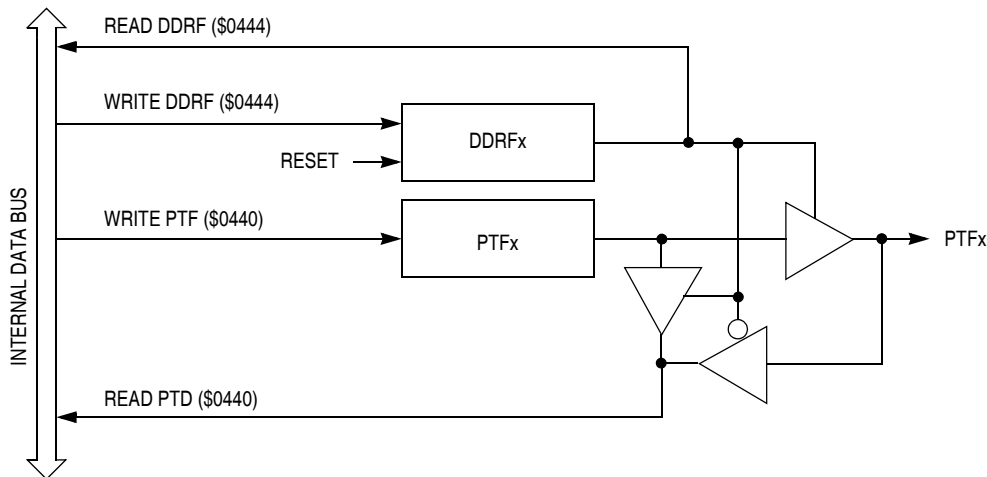 READ DDRF ($0444)
WRITE DDRF ($0444)
DDRFx
RESET
WRITE PTF ($0440)
PTFx
PTFx
INTERNAL DATA BUS
READ PTD ($0440)